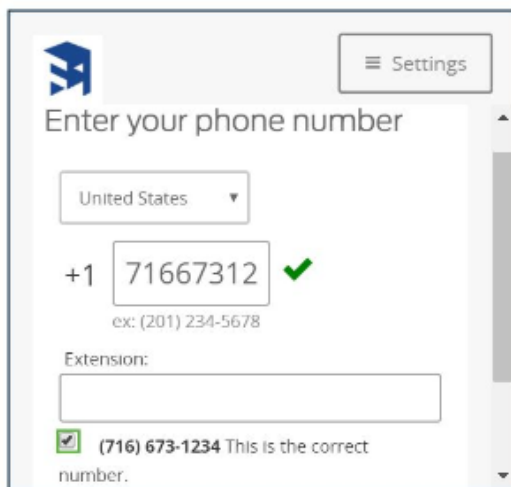 ≡ Settings
Enter your phone number
United States
+1 71667312
ex: (201) 234-5678
Extension:
(716) 673-1234 This is the correct
number.